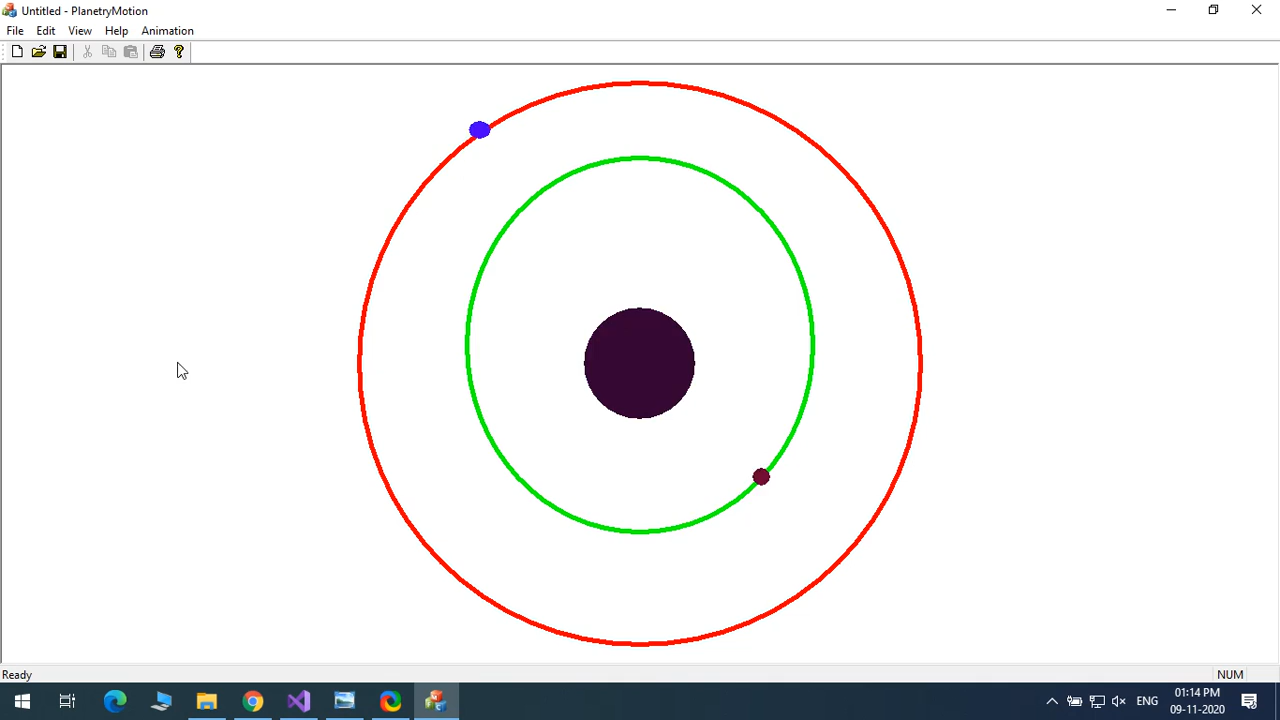 Untitled - PlanetryMotion
File Edit View Help Animation
Ready NUM
ENG 01:14 PM
09-11-2020